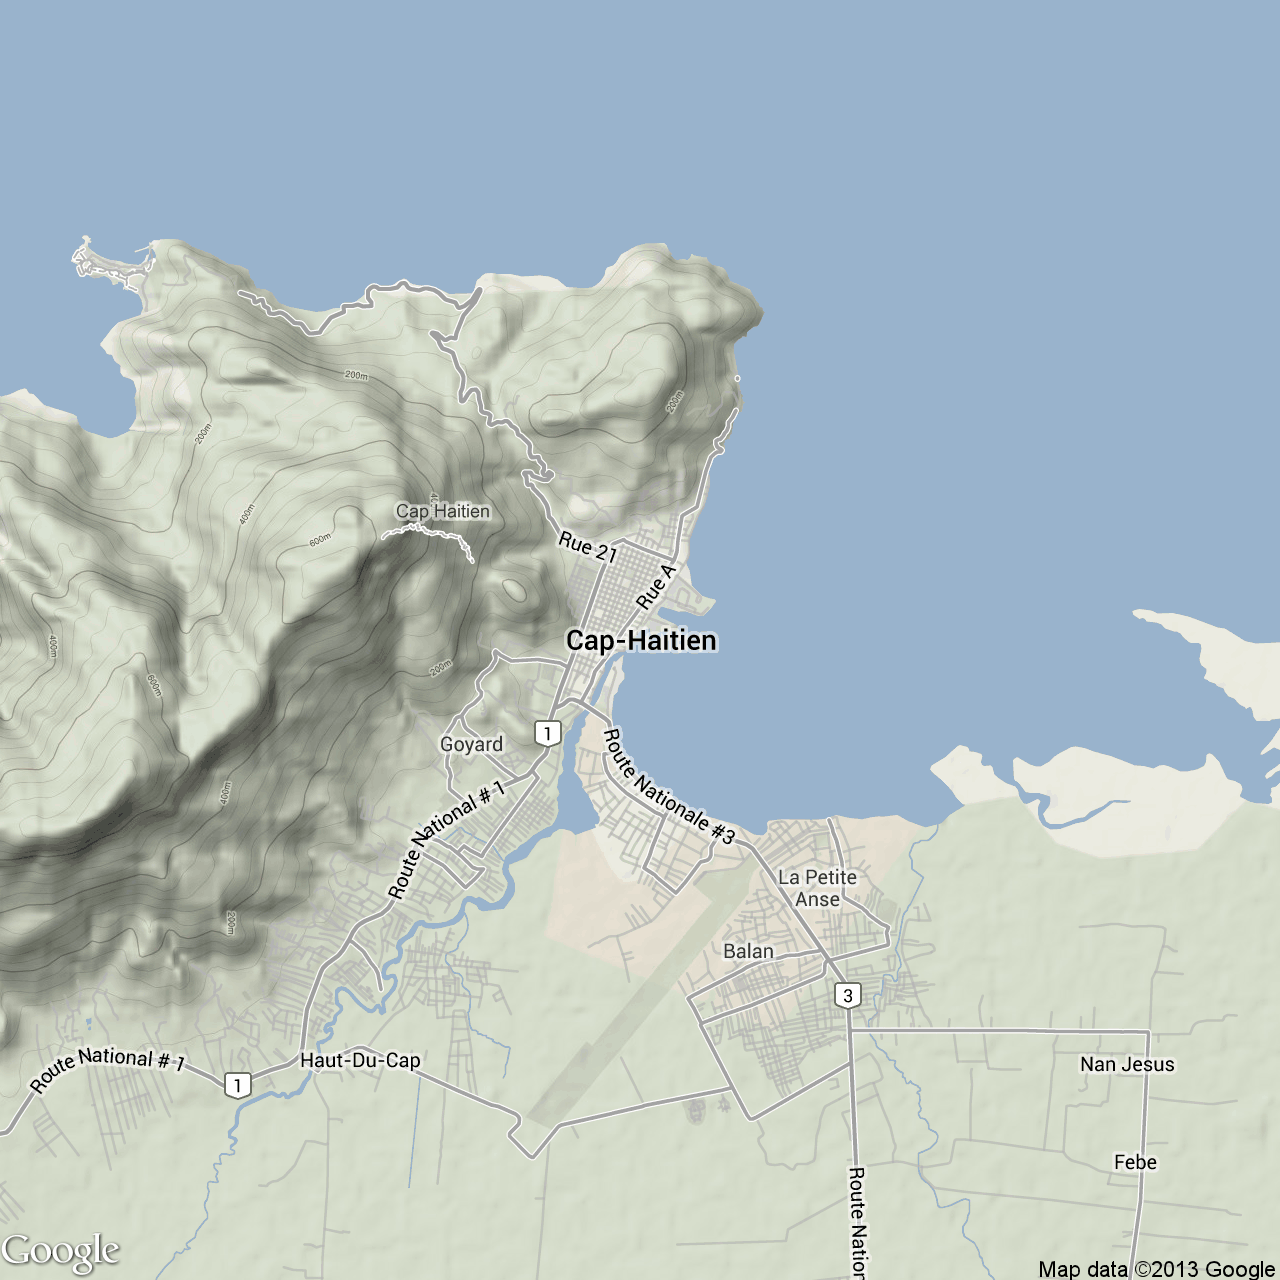 200m
200m
200m
400m
Cap Haitien
400m
600m
Rue 21
Rue A
Cap-Haitien
400m
200m
600m
1
Goyard
Route Nationale #3
400m
Route National # 1
La Petite
Anse
200m
Balan
3
Route National # 1
Haut-Du-Cap
Nan Jesus
1
Febe
Route Nation
Google
Map data ©2013 Google